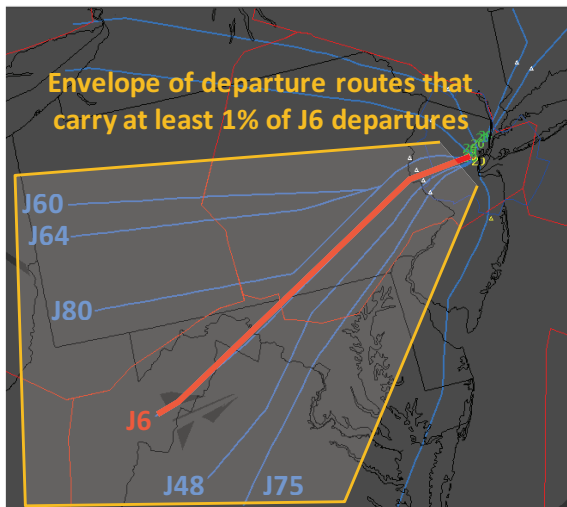 Envelope of departure routes that
carry at least 1% of J6 departures
J60
J64
J80
J6
J48
J75